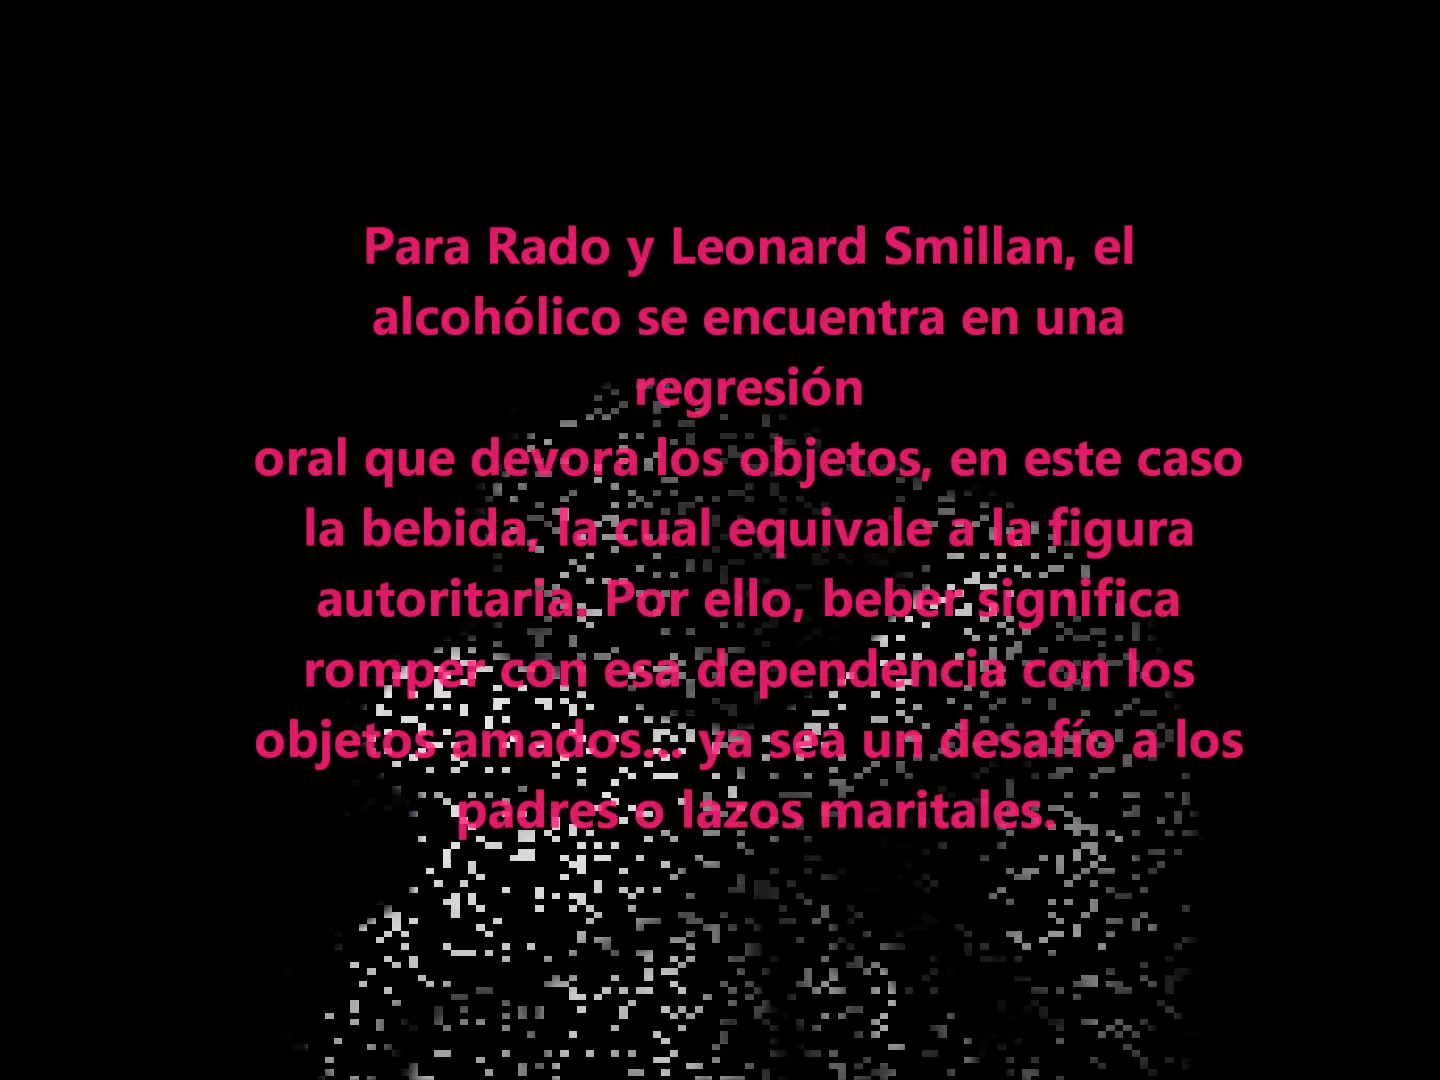 Para Rado y Leonard Smillan, el
alcohólico se encuentra en una
regresión
oral que devora los objetos, en este caso
la bebida, la cual equivale a la figura
autoritaria. Por ello, beber significa
romper con esa dependencia con los
objetos amados... ya sea un desafío a los
padres o lazos maritales.